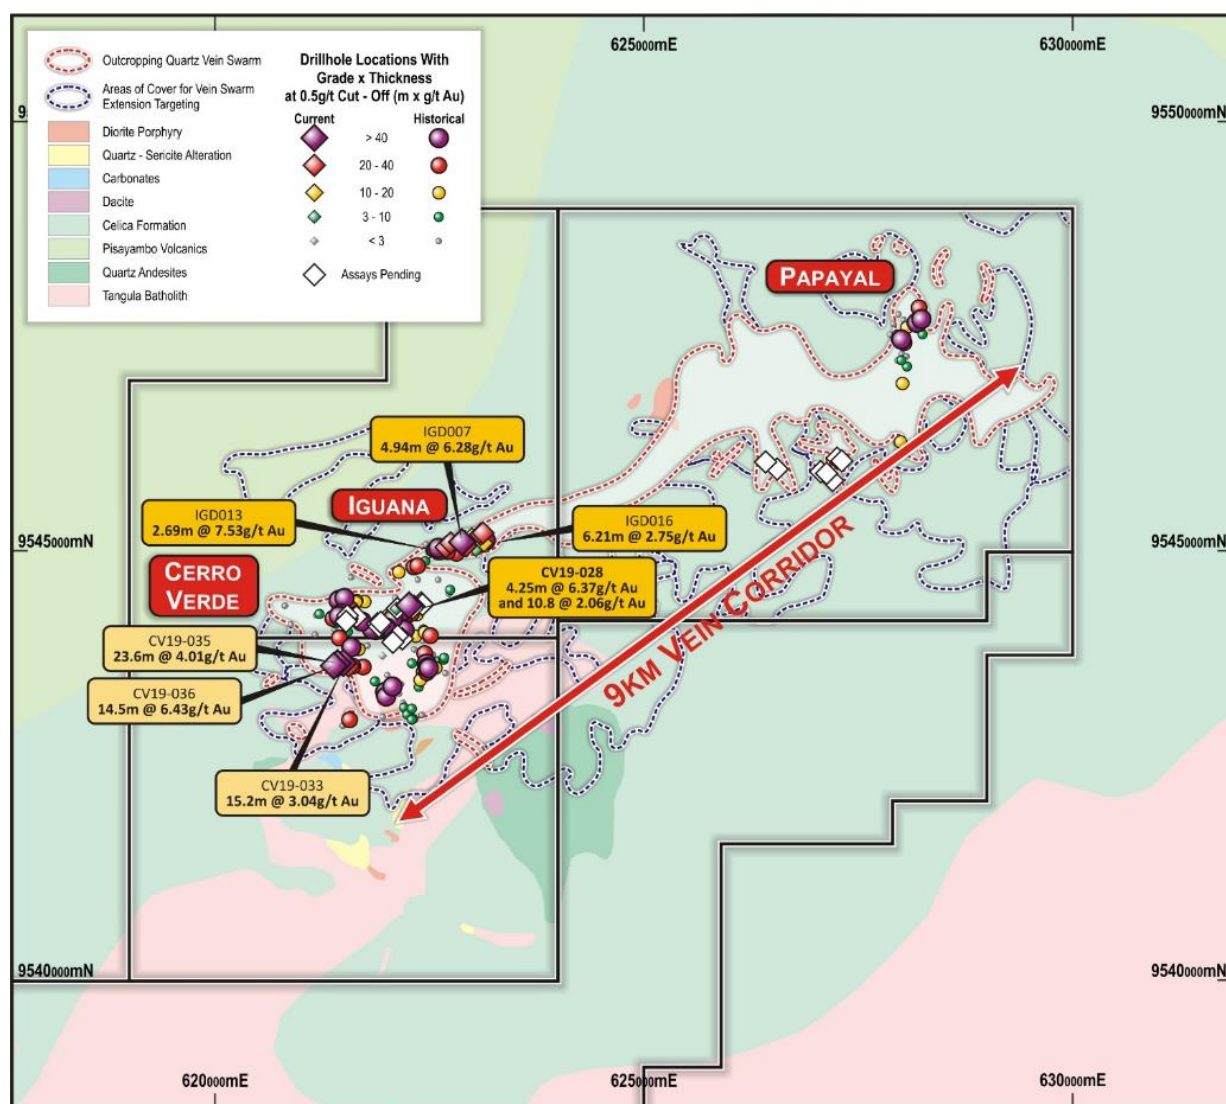 625000mE
630000mE
9
9550000mN
Outcropping Quartz Vein Swarm
Areas of Cover for Vein Swarm
Extension Targeting
Diorite Porphyry
Quartz - Sericite Alteration
Carbonates
Dacite
Celica Formation
Pisayambo Volcanics
Quartz Andesites
Tangula Batholith
Drillhole Locations With
Grade x Thickness
at 0.5g/t Cut - Off (m x g/t Au)
Current
Historical
> 40
20 - 40
10 - 20
3 - 10
< 3
Assays Pending
PAPAYAL
IGD007
4.94m @ 6.28g/t Au
IGUANA
IGD013
2.69m @ 7.53g/t Au
IGD016
6.21m @ 2.75g/t Au
9545000mN
9545000mN
CERRO
VERDE
CV19-028
4.25m @ 6.37g/t Au
and 10.8 @ 2.06g/t Au
CV19-035
23.6m @ 4.01g/t Au
CV19-036
14.5m @ 6.43g/t Au
CV19-033
15.2m @ 3.04g/t Au
9KM VEIN CORRIDOR
9540000mN
9540000mN
620000mE
625000mE
630000mE